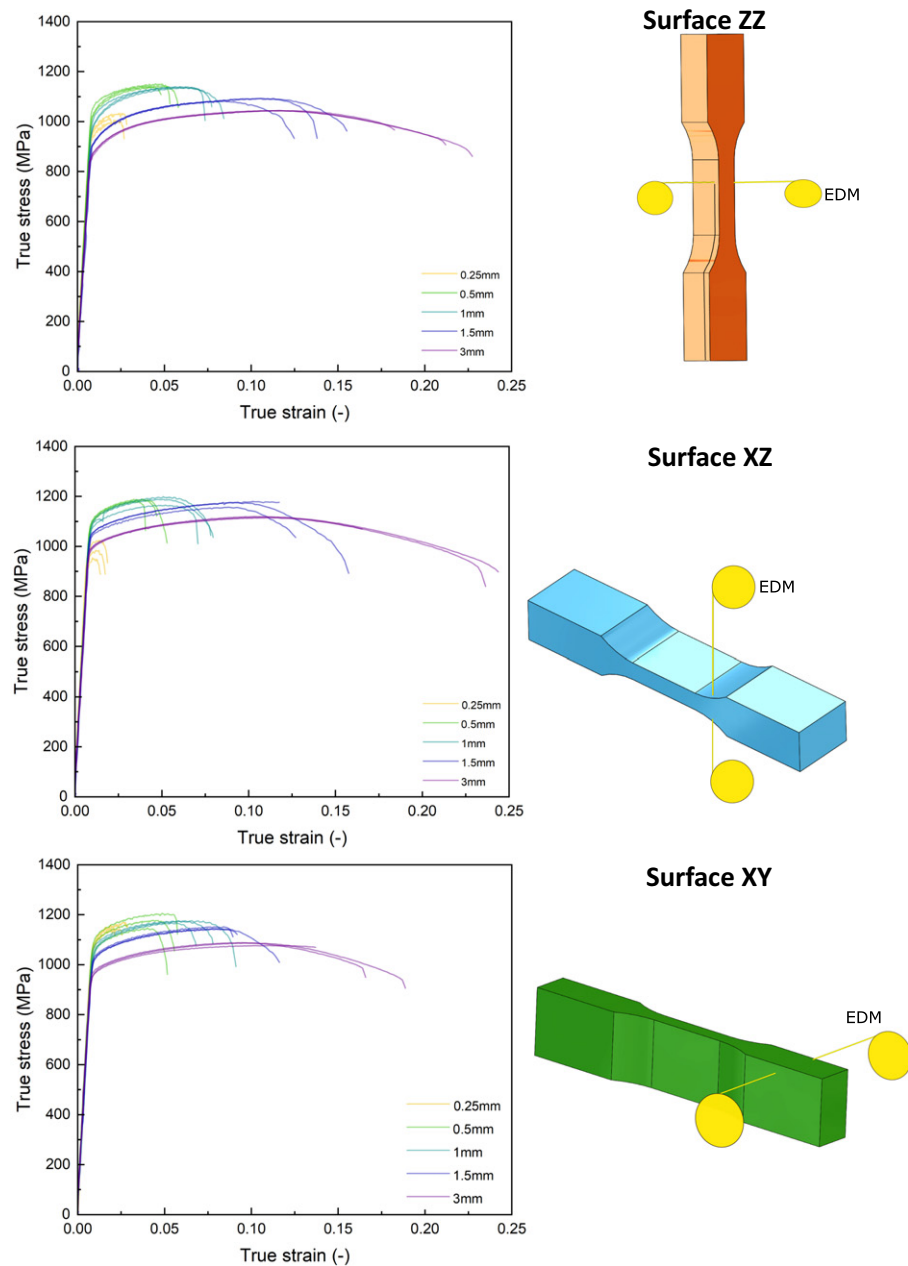 Surface ZZ
1400
1200
1000
800
600
400
200
0
True stress (MPa)
0.25mm
0.5mm
1mm
1.5mm
3mm
0.00 0.05 0.10 0.15 0.20 0.25
True strain (-)
EDM
Surface XZ
1400
1200
1000
800
600
400
200
0
True stress (MPa)
0.25mm
0.5mm
1mm
1.5mm
3mm
0.00 0.05 0.10 0.15 0.20 0.25
True strain (-)
EDM
Surface XY
1400
1200
1000
800
600
400
200
0
True stress (MPa)
0.25mm
0.5mm
1mm
1.5mm
3mm
0.00 0.05 0.10 0.15 0.20 0.25
True strain (-)
EDM